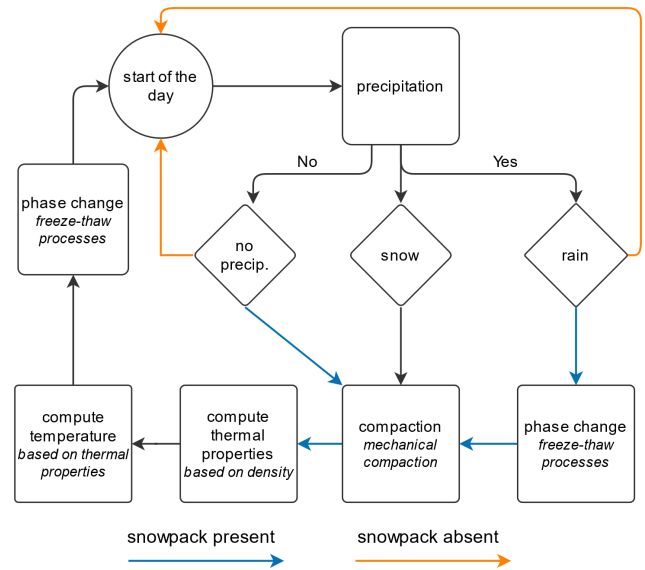 start of the
day
precipitation
No
Yes
phase change
freeze-thaw
processes
no
precip.
snow
rain
compute
temperature
based on thermal
properties
compute
thermal
properties
based on density
compaction
mechanical
compaction
phase change
freeze-thaw
processes
snowpack present
snowpack absent